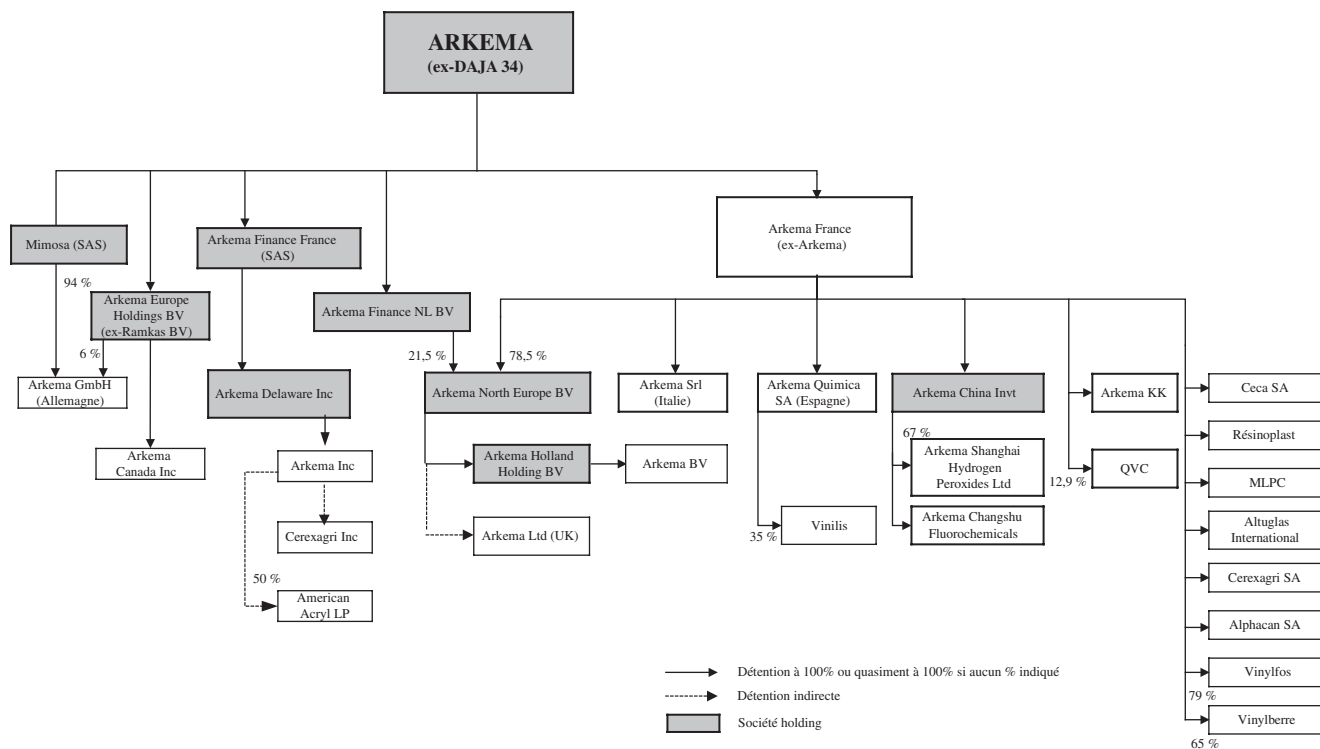 ARKEMA
(ex-DAJA 34)
Mimosa (SAS)
Arkema Finance France
(SAS)
Arkema France
(ex-Arkema)
94 %
Arkema Europe
Holdings BV
(ex-Ramkas BV)
Arkema Finance NL BV
6 %
21,5 %
78,5 %
Arkema GmbH
(Allemagne)
Arkema Delaware Inc
Arkema North Europe BV
Arkema Srl
(Italie)
Arkema Quimica
SA (Espagne)
Arkema China Invt
Arkema KK
Ceca SA
Arkema
Canada Inc
Arkema Inc
Arkema Holland
Holding BV
Arkema BV
67 %
Arkema Shanghai
Hydrogen
Peroxides Ltd
12,9 %
QVC
Résinoplast
MLPC
Cerexagri Inc
Arkema Ltd (UK)
35 %
Vinilis
Arkema Changshu
Fluorochemicals
Altuglas
International
Cerexagri SA
50 %
American
Acryl LP
Alphacan SA
Vinylfos
79 %
Vinylberre
65 %
Détention à 100% ou quasiment à 100% si aucun % indiqué
Détention indirecte
Société holding